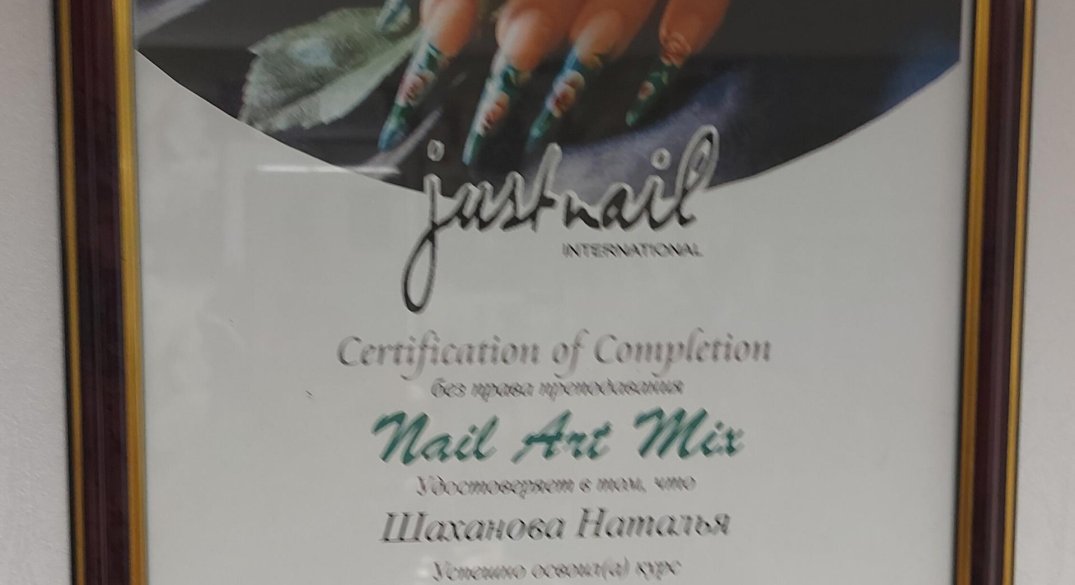 justnail
INTERNATIONAL
Certification of Completion
без права преподавания
Nail Art Mix
Удостоверяет в том, что
Шаханова Наталья
Успешно освоил(а) курс